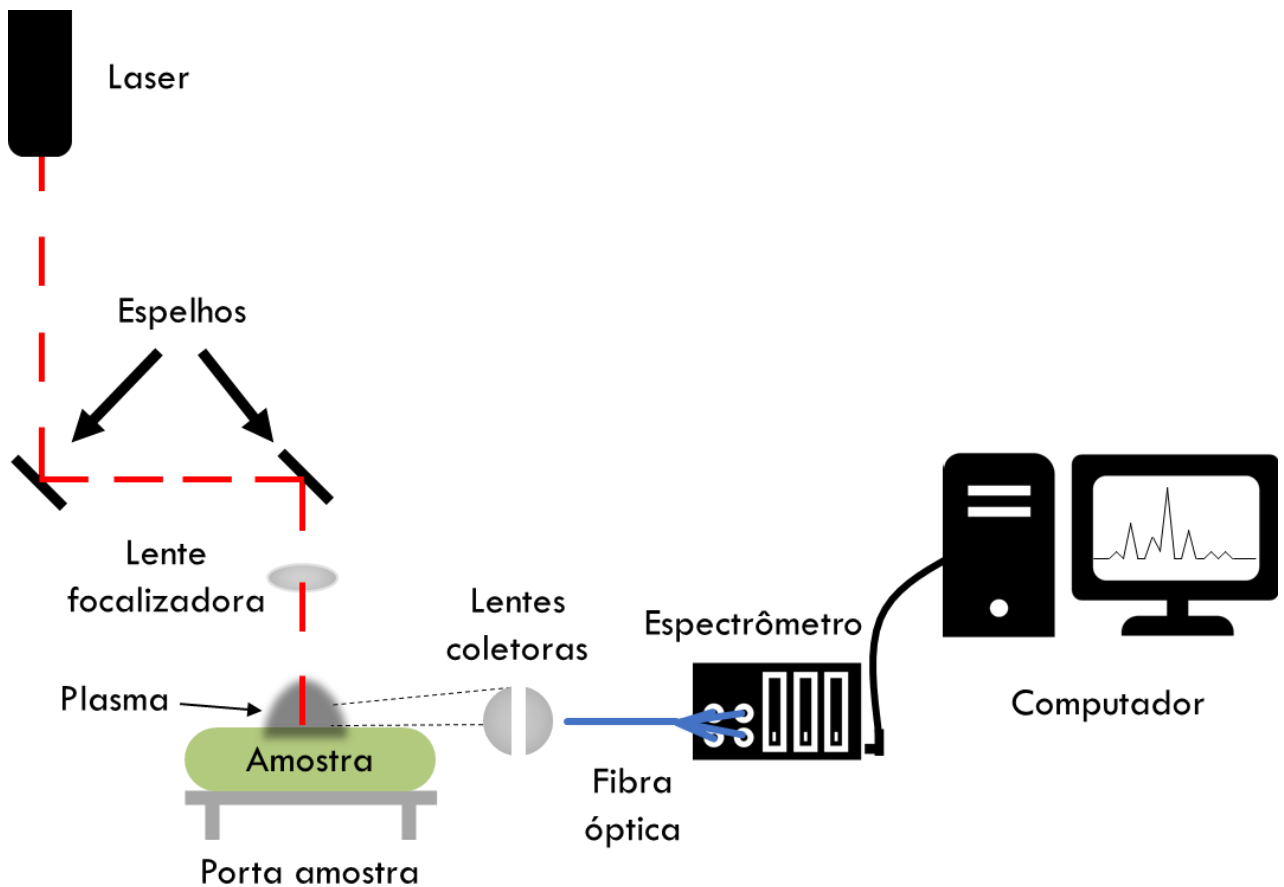 Laser
Espelhos
Lente
focalizadora
Lentes
coletoras
Espectrômetro
Plasma
Computador
Amostra
Fibra
óptica
Porta amostra